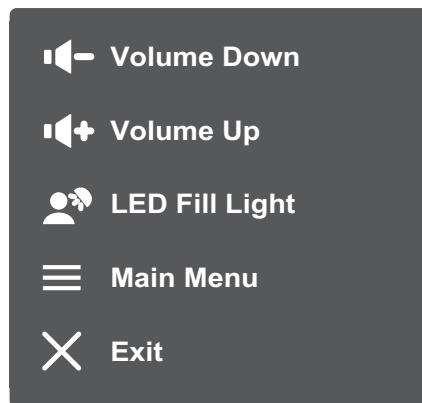 Volume Down
Volume Up
LED Fill Light
Main Menu
Exit